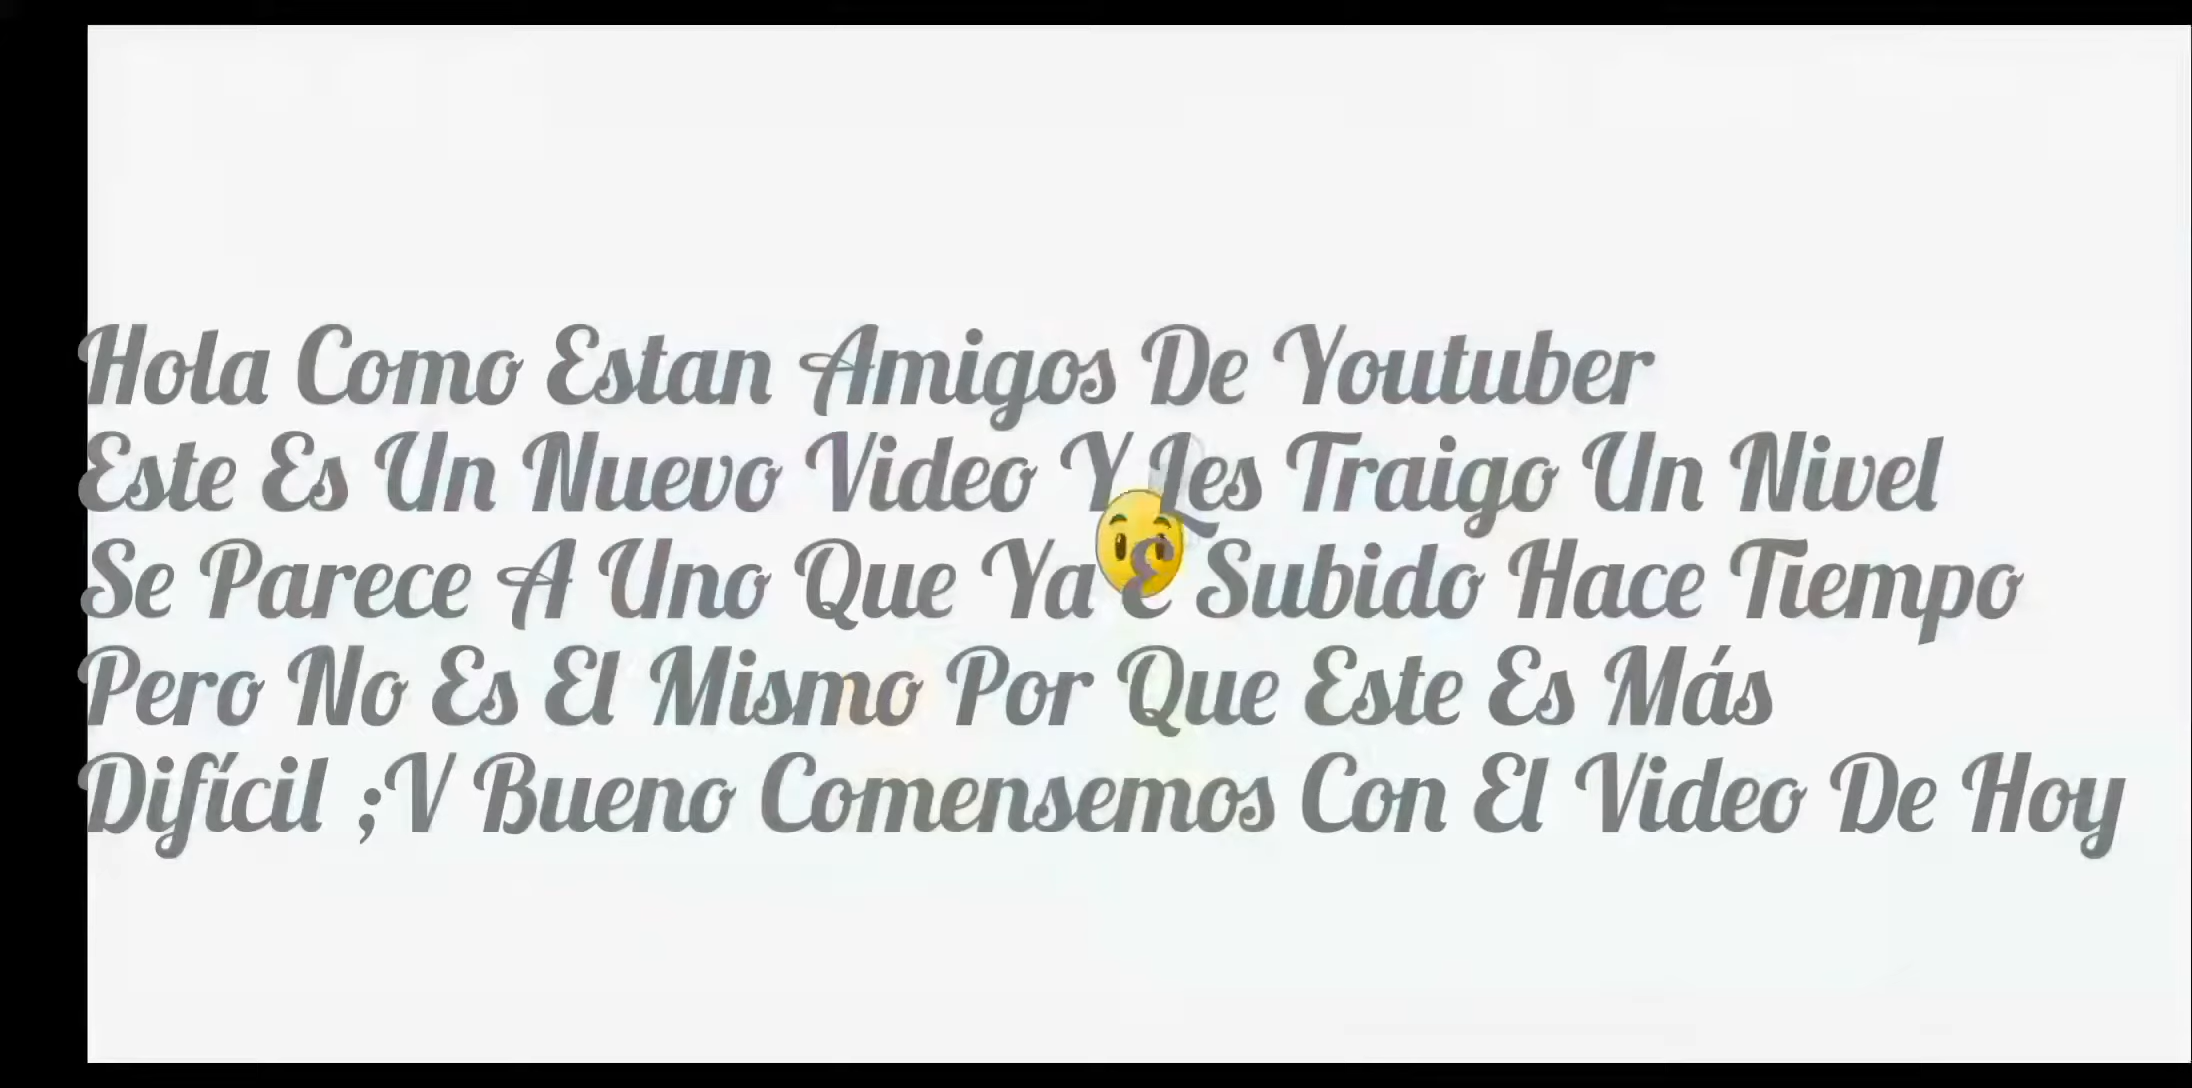 Hola Como Estan Amigos De Youtuber
Este Es Un Nuevo Video Y Les Traigo Un Nivel
Se Parece A Uno Que Ya E Subido Hace Tiempo
Pero No Es El Mismo Por Que Este Es Más
Difícil ;V Bueno Comensemos Con El Video De Hoy